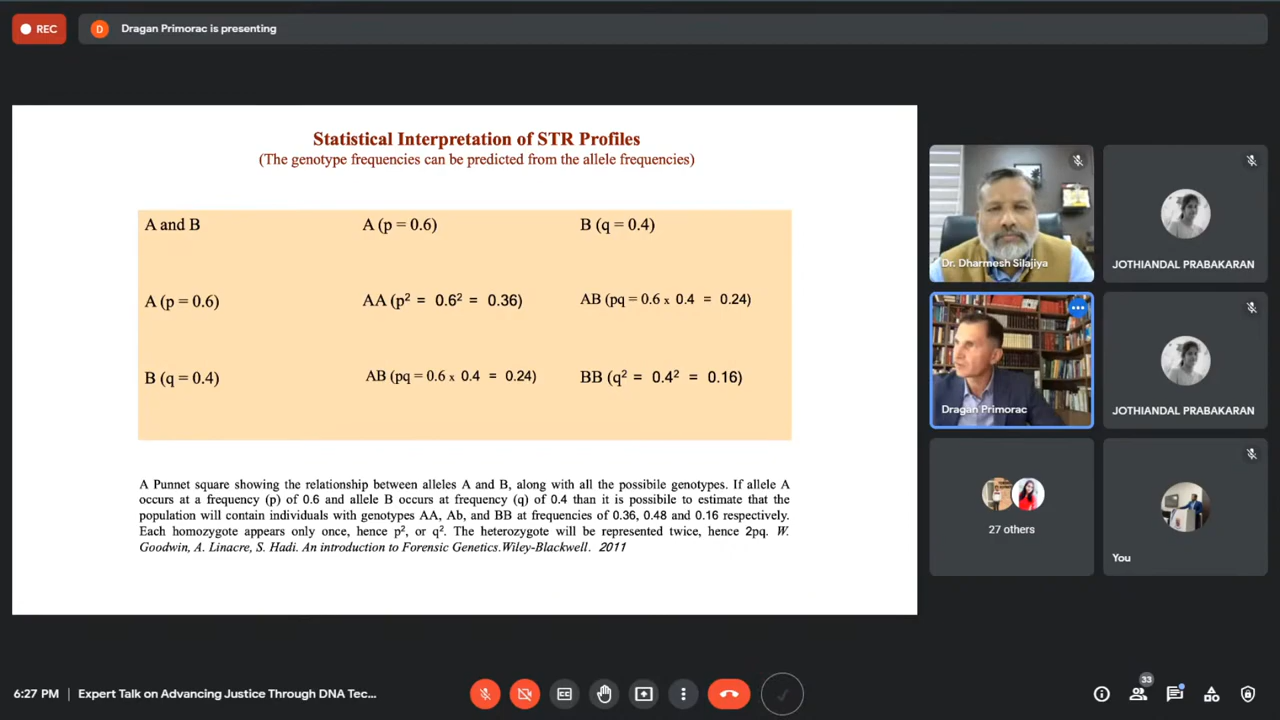 REC
D
Dragan Primorac is presenting
Statistical Interpretation of STR Profiles
(The genotype frequencies can be predicted from the allele frequencies)
A and B A (p = 0.6) B (q = 0.4)
A (p = 0.6) AA (p² = 0.6² = 0.36) AB (pq = 0.6 x 0.4 = 0.24)
B (q = 0.4) AB (pq = 0.6 x 0.4 = 0.24) BB (q² = 0.4² = 0.16)
A Punnet square showing the relationship between alleles A and B, along with all the possibile genotypes. If allele A
occurs at a frequency (p) of 0.6 and allele B occurs at frequency (q) of 0.4 than it is possibile to estimate that the
population will contain individuals with genotypes AA, Ab, and BB at frequencies of 0.36, 0.48 and 0.16 respectively.
Each homozygote appears only once, hence p², or q². The heterozygote will be represented twice, hence 2pq. W.
Goodwin, A. Linacre, S. Hadi. An introduction to Forensic Genetics.Wiley-Blackwell. 2011
Dr. Dharmesh Silajiya
JOTHIANDAL PRABAKARAN
Dragan Primorac
JOTHIANDAL PRABAKARAN
27 others
You
6:27 PM | Expert Talk on Advancing Justice Through DNA Tec...
33